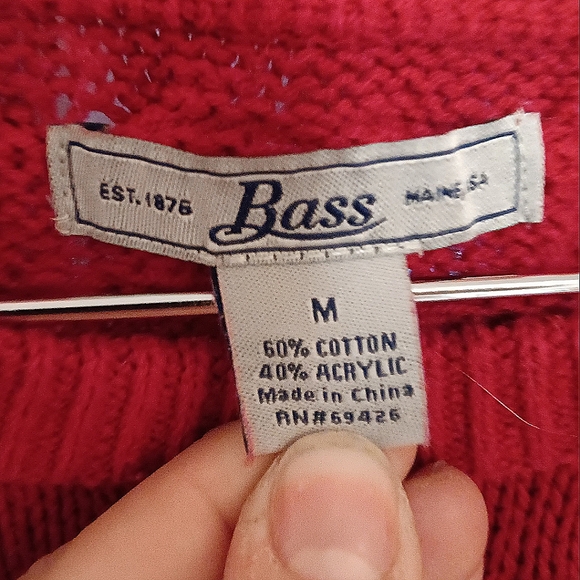 EST. 1876 Bass MAINE
M
60% COTTON
40% ACRYLIC
Made in China
RN#69426